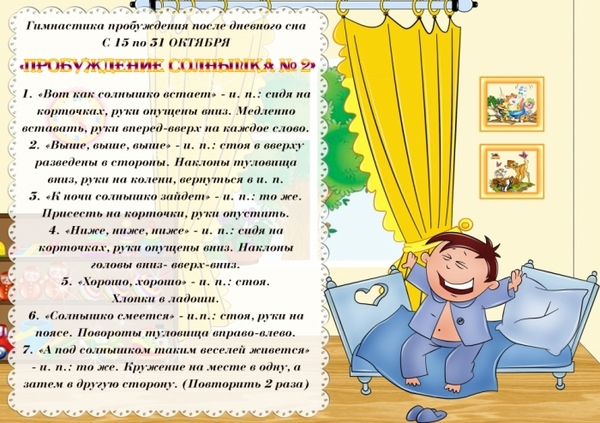 Гимнастика пробуждения после дневного сна
С 15 по 31 ОКТЯБРЯ
«ПРОБУЖДЕНИЕ СОЛНЫШКА № 2»
1. «Вот как солнышко встает» - и. п.: сидя на
корточках, руки опущены вниз. Медленно
вставать, руки вперед-вверх на каждое слово.
2. «Выше, выше, выше» - и. п.: стоя в вверху
разведены в стороны. Наклоны туловища
вниз, руки на колени, вернуться в и. п.
3. «К ночи солнышко зайдет» - и. п.: то же.
Присесть на корточки, руки опустить.
4. «Ниже, ниже, ниже» - и. п.: сидя на
корточках, руки опущены вниз. Наклоны
головы вниз- вверх-вниз.
5. «Хорошо, хорошо» - и. п.: стоя.
Хлопки в ладоши.
6. «Солнышко смеется» - и.п.: стоя, руки на
поясе. Повороты туловища вправо-влево.
7. «А под солнышком таким веселей живется»
- и. п.: то же. Кружение на месте в одну, а
затем в другую сторону. (Повторить 2 раза)